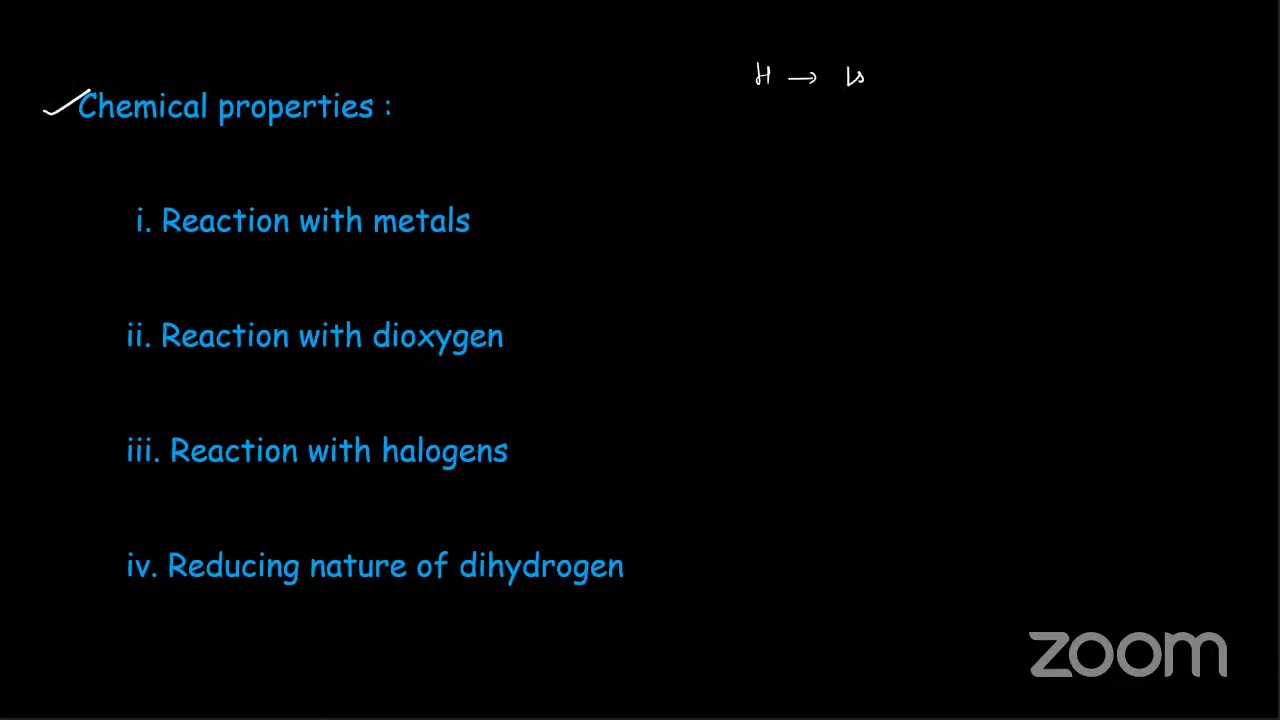 H → 1s
Chemical properties :
i. Reaction with metals
ii. Reaction with dioxygen
iii. Reaction with halogens
iv. Reducing nature of dihydrogen
zoom